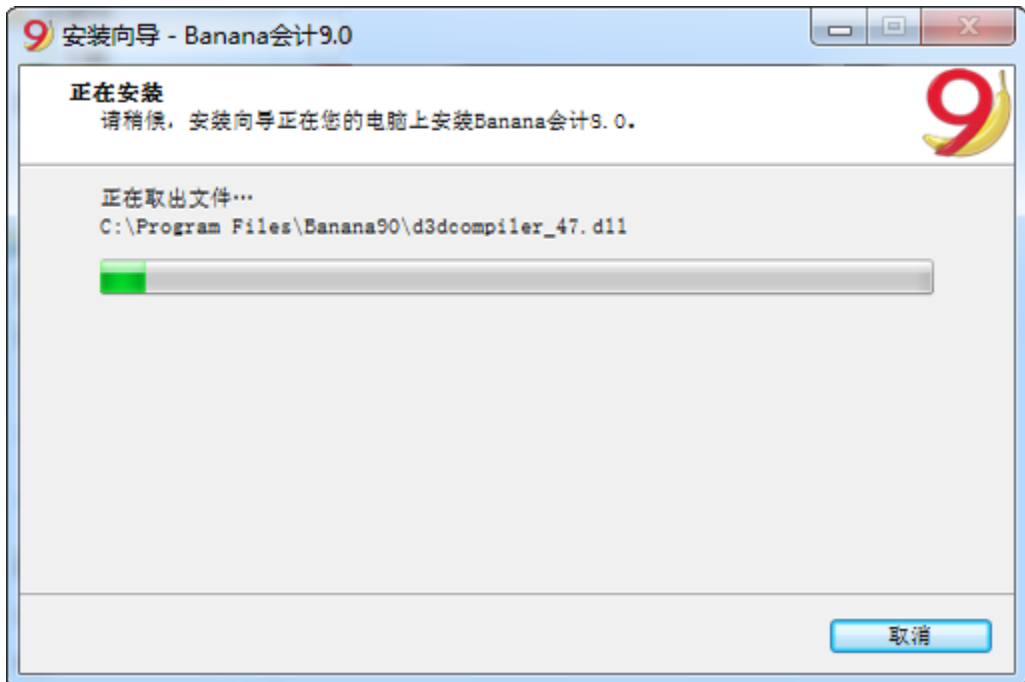 9 安装向导 - Banana会计9.0
正在安装
请稍候，安装向导正在您的电脑上安装Banana会计9.0。
9
正在取出文件…
C:\Program Files\Banana90\d3dcompiler_47.dll
取消